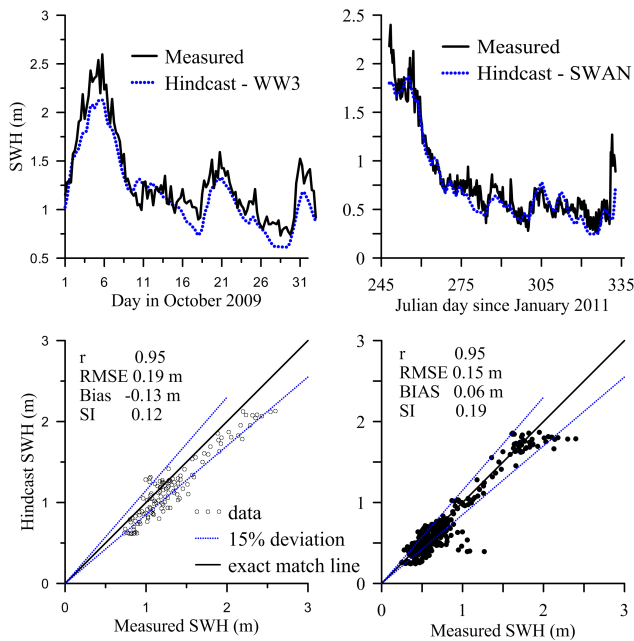 3
2.5
2
1.5
1
0.5
SWH (m)
Measured
Hindcast - WW3
1 6 11 16 21 26 31
Day in October 2009
2.5
2
1.5
1
0.5
0
Measured
Hindcast - SWAN
245 275 305 335
Julian day since January 2011
3
2
1
0
Hindcast SWH (m)
r 0.95
RMSE 0.19 m
Bias -0.13 m
SI 0.12
data
15% deviation
exact match line
0 1 2 3
Measured SWH (m)
3
2
1
0
r 0.95
RMSE 0.15 m
BIAS 0.06 m
SI 0.19
0 1 2 3
Measured SWH (m)